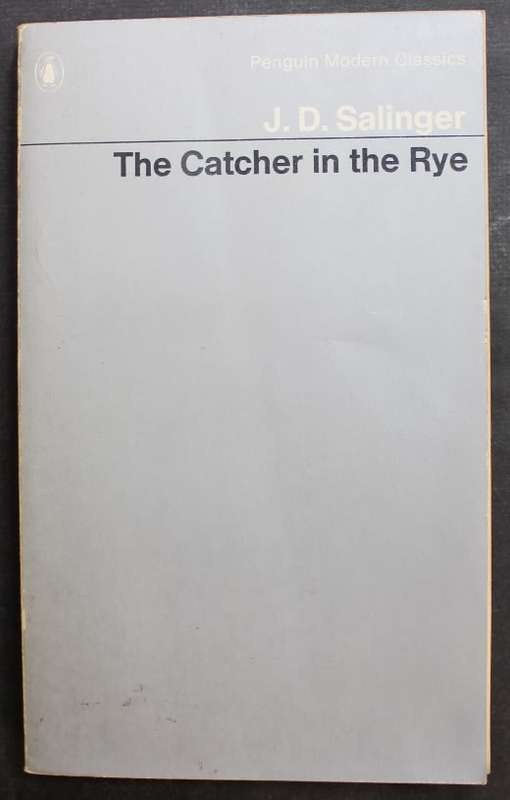 Penguin Modern Classics
J. D. Salinger
The Catcher in the Rye